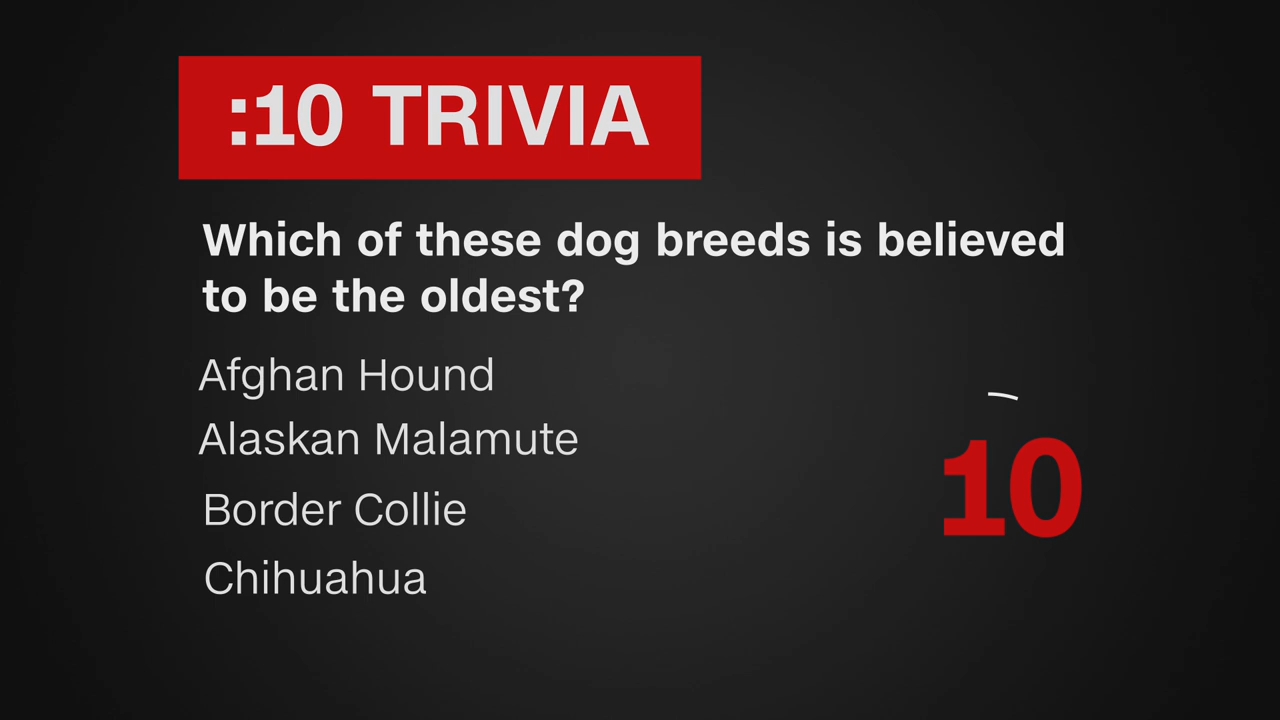 :10 TRIVIA
Which of these dog breeds is believed
to be the oldest?
Afghan Hound
Alaskan Malamute
Border Collie
Chihuahua
10